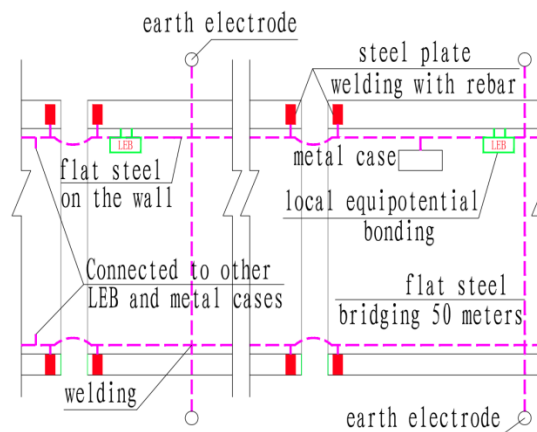 earth electrode
steel plate
welding with rebar
LEB
LEB
metal case
flat steel
on the wall
local equipotential
bonding
Connected to other
LEB and metal cases
flat steel
bridging 50 meters
welding
earth electrode